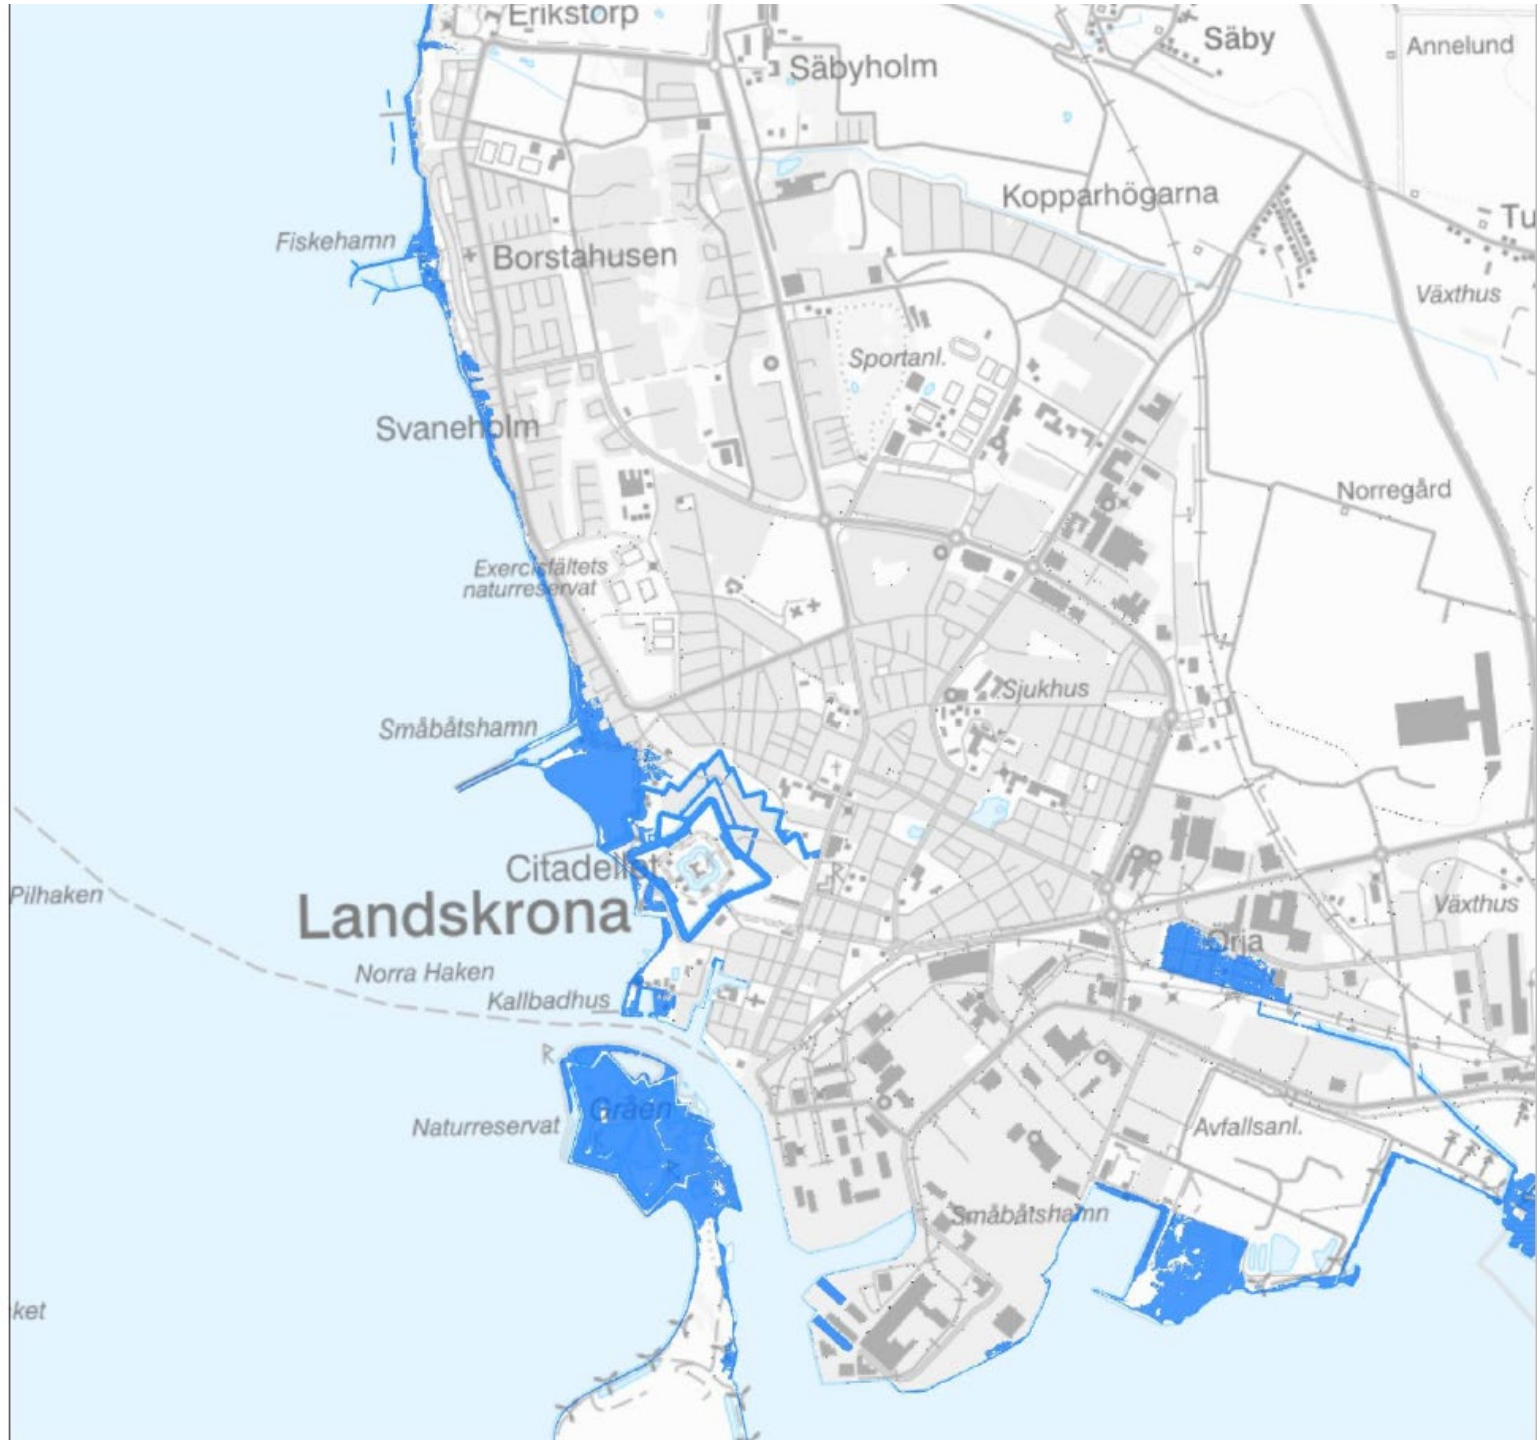 Erikstorp
Säby
Annelund
Säbyholm
Kopparhögarna
Tu
Fiskehamn
Borstahusen
Växthus
Sportanl.
Svaneholm
Norregård
Exercisfältets
naturreservat
Sjukhus
Småbåtshamn
Citadellet
Landskrona
Pilhaken
Växthus
Örja
Norra Haken
Kallbadhus
R
R
Gråen
Naturreservat
Avfallsanl.
Småbåtshamn
ket